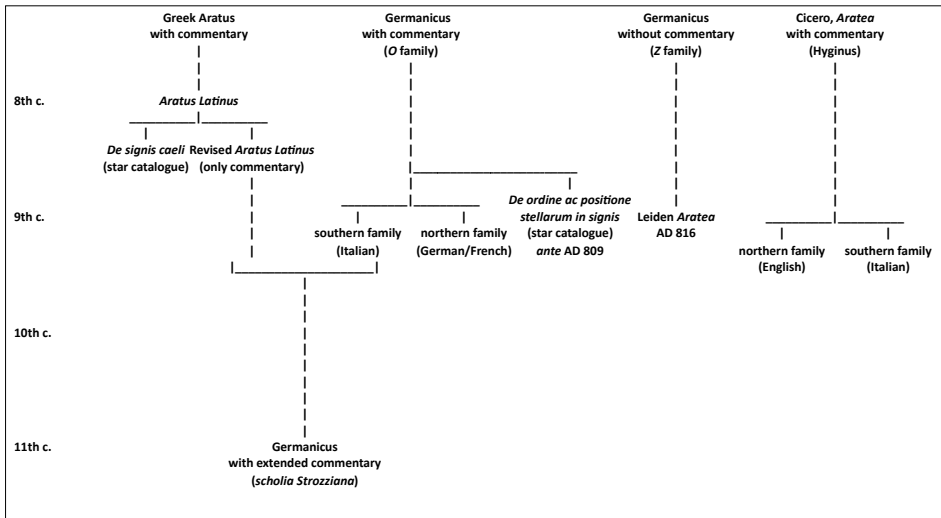 Greek Aratus
with commentary
Germanicus
with commentary
(O family)
Germanicus
without commentary
(Z family)
Cicero, Aratea
with commentary
(Hyginus)
8th c.
Aratus Latinus
De signis caeli
(star catalogue)
Revised Aratus Latinus
(only commentary)
9th c.
southern family
(Italian)
northern family
(German/French)
De ordine ac positione
stellarum in signis
(star catalogue)
ante AD 809
Leiden Aratea
AD 816
northern family
(English)
southern family
(Italian)
10th c.
11th c.
Germanicus
with extended commentary
(scholia Strozziana)